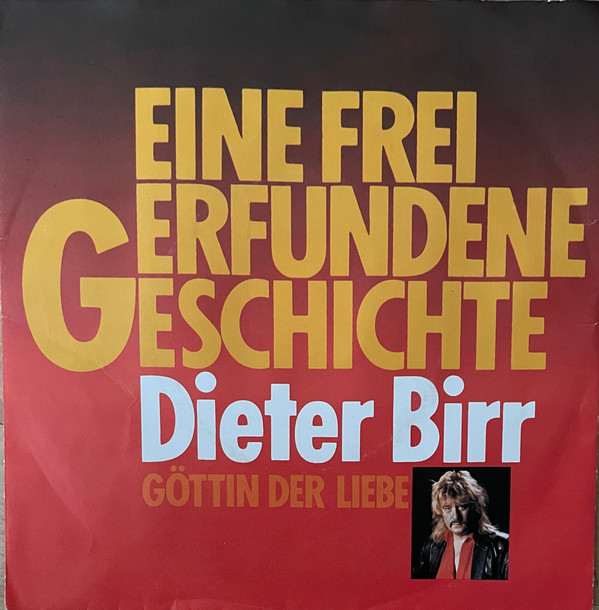 EINE FREI
ERFUNDENE
GESCHICHTE
Dieter Birr
GÖTTIN DER LIEBE